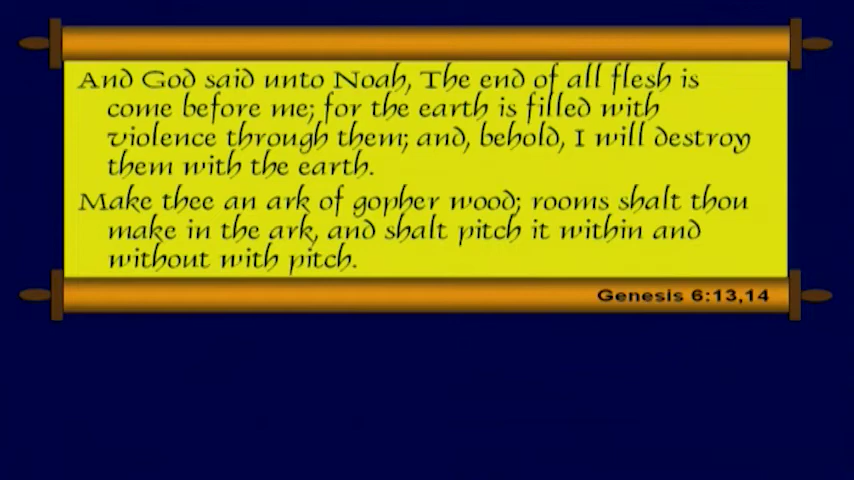 And God said unto Noah, The end of all flesh is
come before me; for the earth is filled with
violence through them; and, behold, I will destroy
them with the earth.
Make thee an ark of gopher wood; rooms shalt thou
make in the ark, and shalt pitch it within and
without with pitch.
Genesis 6:13,14